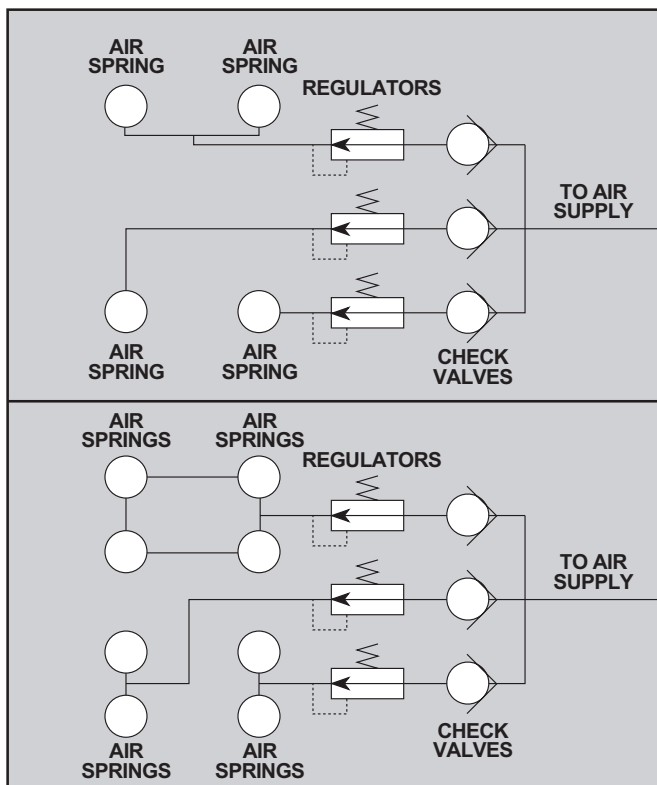 AIR
SPRING
AIR
SPRING
REGULATORS
TO AIR
SUPPLY
AIR
SPRING
AIR
SPRING
CHECK
VALVES
AIR
SPRINGS
AIR
SPRINGS
REGULATORS
TO AIR
SUPPLY
AIR
SPRINGS
AIR
SPRINGS
CHECK
VALVES